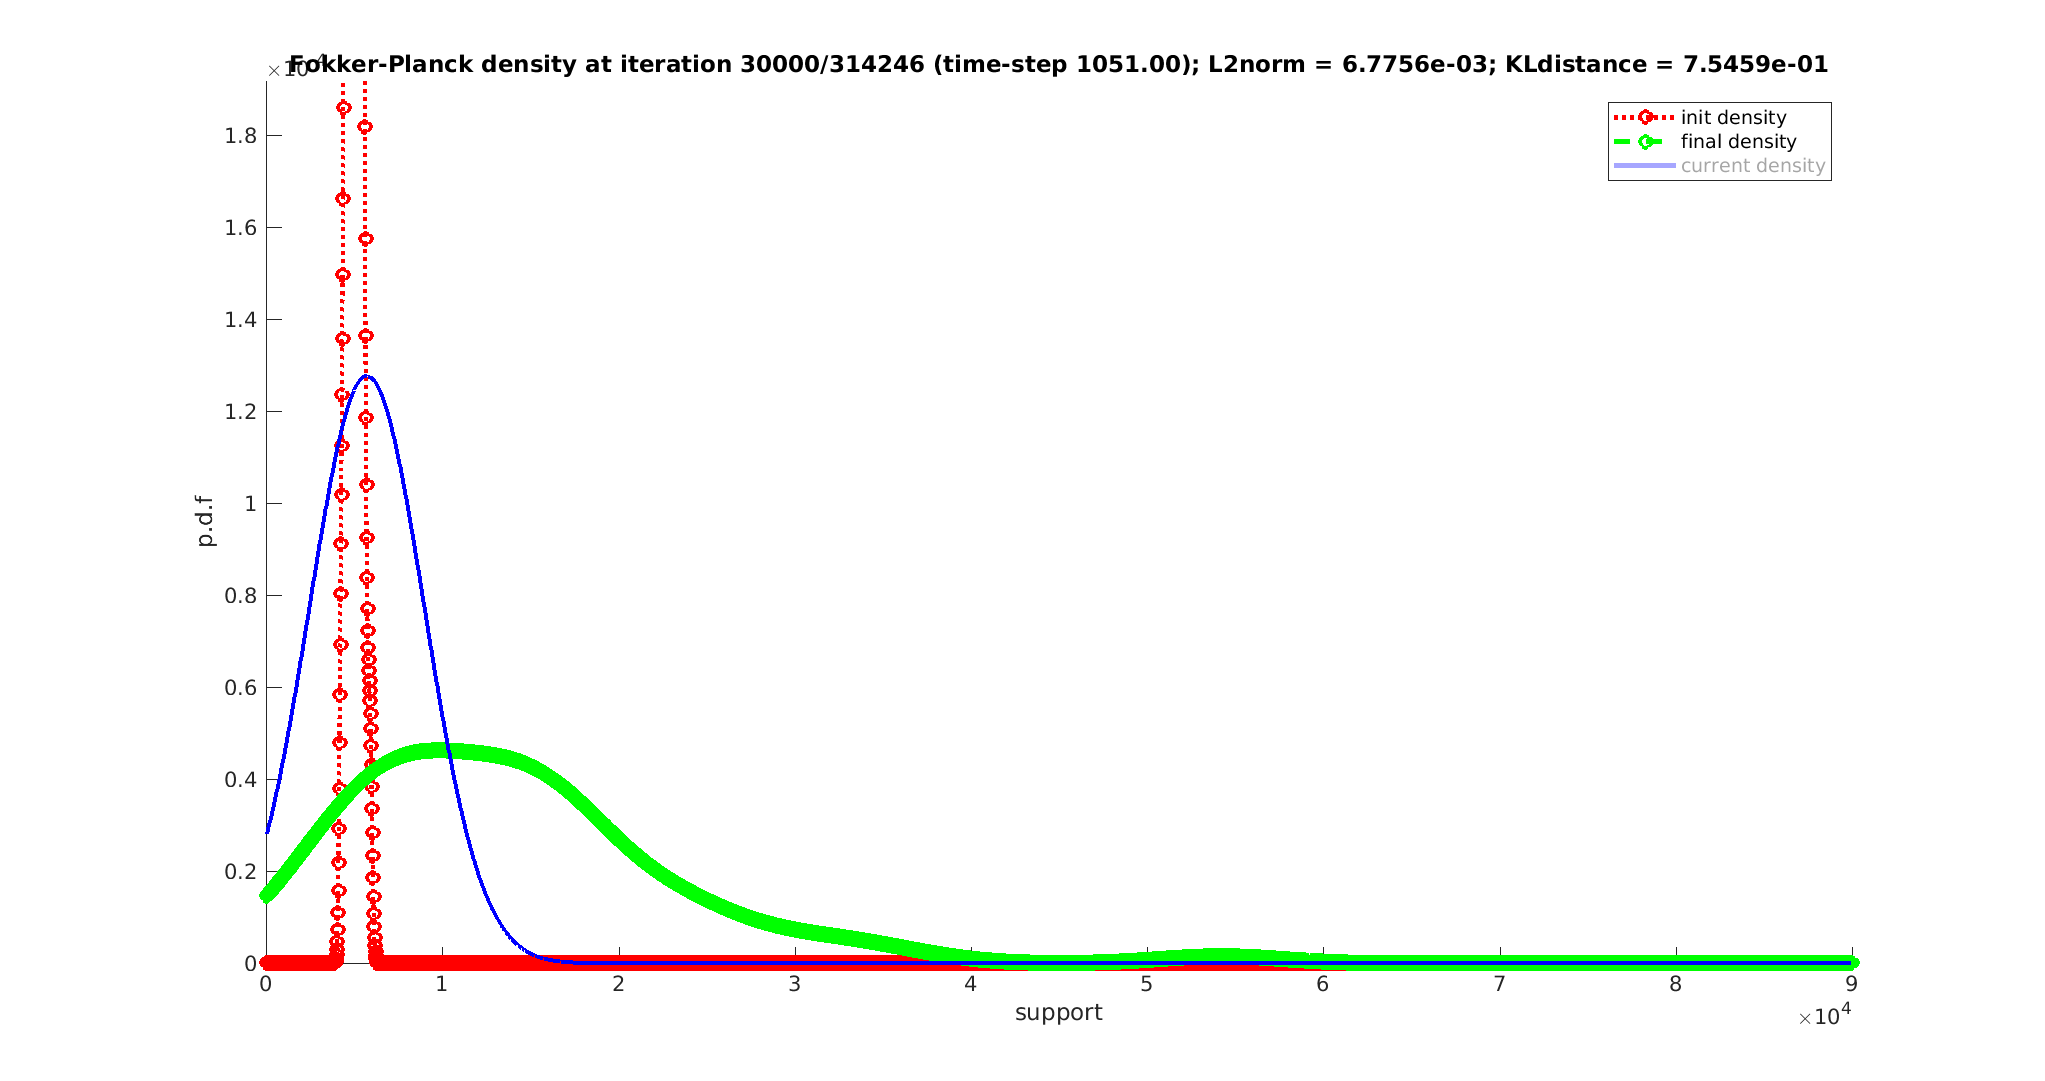 Fokker-Planck density at iteration 30000/314246 (time-step 1051.00); L2norm = 6.7756e-03; KLdistance = 7.5459e-01
×10
init density
final density
current density
1.8
1.6
1.4
1.2
1
0.8
0.6
0.4
0.2
0
p.d.f
0 1 2 3 4 5 6 7 8 9
support
×10⁴